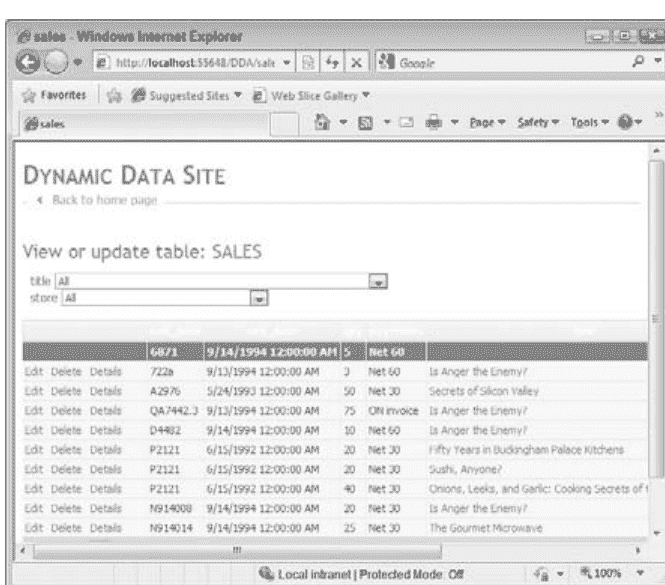 sales - Windows Internet Explorer
http://localhost:55648/DDA/sale
Google
Favorites Suggested Sites Web Slice Gallery
sales Page Safety Tools
DYNAMIC DATA SITE
Back to home page
View or update table: SALES
title All
store All
6871 9/14/1994 12:00:00 AM 5 Net 60
Edit Delete Details 722a 9/13/1994 12:00:00 AM 3 Net 60 Is Anger the Enemy?
Edit Delete Details A2976 5/24/1993 12:00:00 AM 50 Net 30 Secrets of Silicon Valley
Edit Delete Details QA7442.3 9/13/1994 12:00:00 AM 75 ON invoice Is Anger the Enemy?
Edit Delete Details D4482 9/14/1994 12:00:00 AM 10 Net 60 Is Anger the Enemy?
Edit Delete Details P2121 6/15/1992 12:00:00 AM 20 Net 30 Fifty Years in Buckingham Palace Kitchens
Edit Delete Details P2121 6/15/1992 12:00:00 AM 20 Net 30 Sushi, Anyone?
Edit Delete Details P2121 6/15/1992 12:00:00 AM 40 Net 30 Onions, Leeks, and Garlic: Cooking Secrets of
Edit Delete Details N914008 9/14/1994 12:00:00 AM 20 Net 30 Is Anger the Enemy?
Edit Delete Details N914014 9/14/1994 12:00:00 AM 25 Net 30 The Gourmet Microwave
Local intranet | Protected Mode: Off 100%